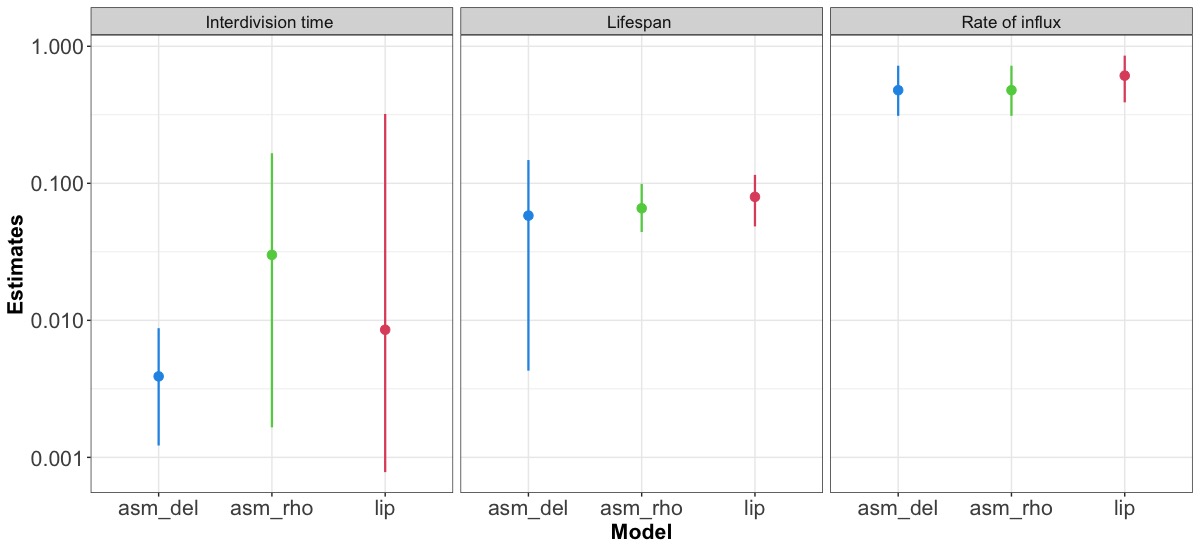 Interdivision time Lifespan Rate of influx
1.000
0.100
0.010
0.001
Estimates
asm_del asm_rho lip asm_del asm_rho lip asm_del asm_rho lip
Model